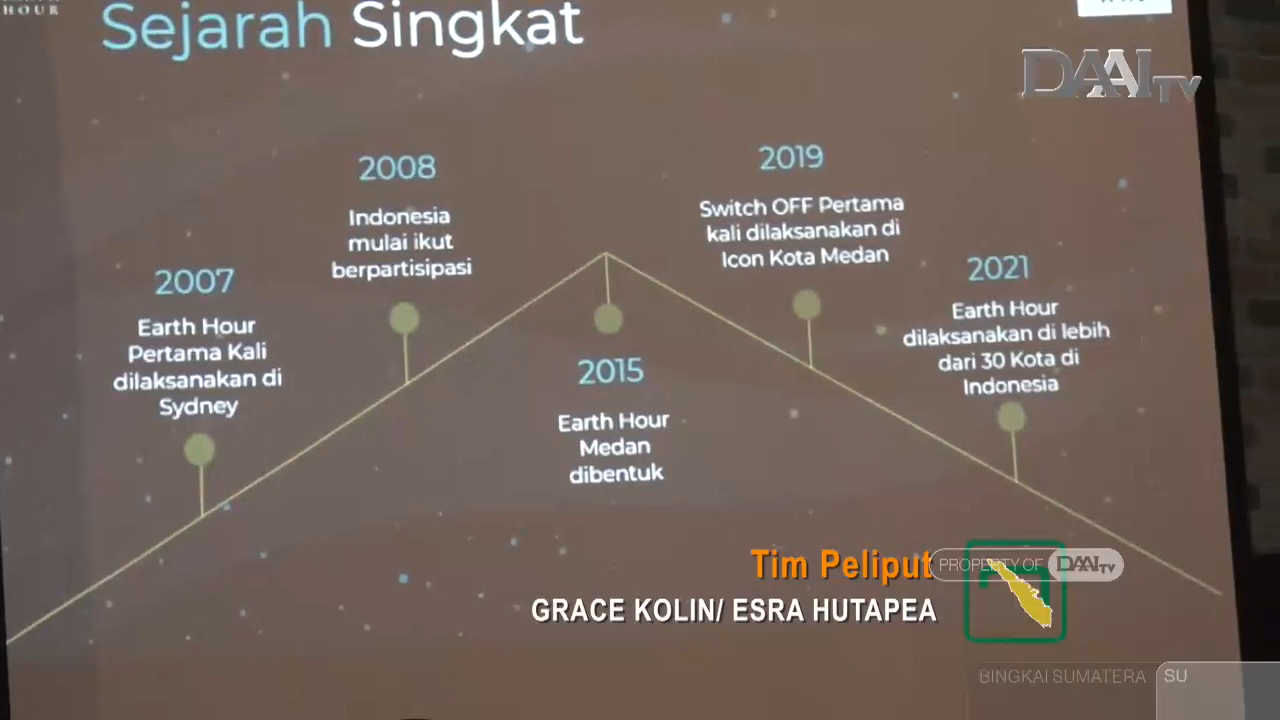 HOUR
Sejarah Singkat
DAAI TV
2007
Earth Hour
Pertama Kali
dilaksanakan di
Sydney
2008
Indonesia
mulai ikut
berpartisipasi
2015
Earth Hour
Medan
dibentuk
2019
Switch OFF Pertama
kali dilaksanakan di
Icon Kota Medan
2021
Earth Hour
dilaksanakan di lebih
dari 30 Kota di
Indonesia
Tim Peliput
PROPERTY OF DAAI TV
GRACE KOLIN/ ESRA HUTAPEA
BINGKAI SUMATERA
SU